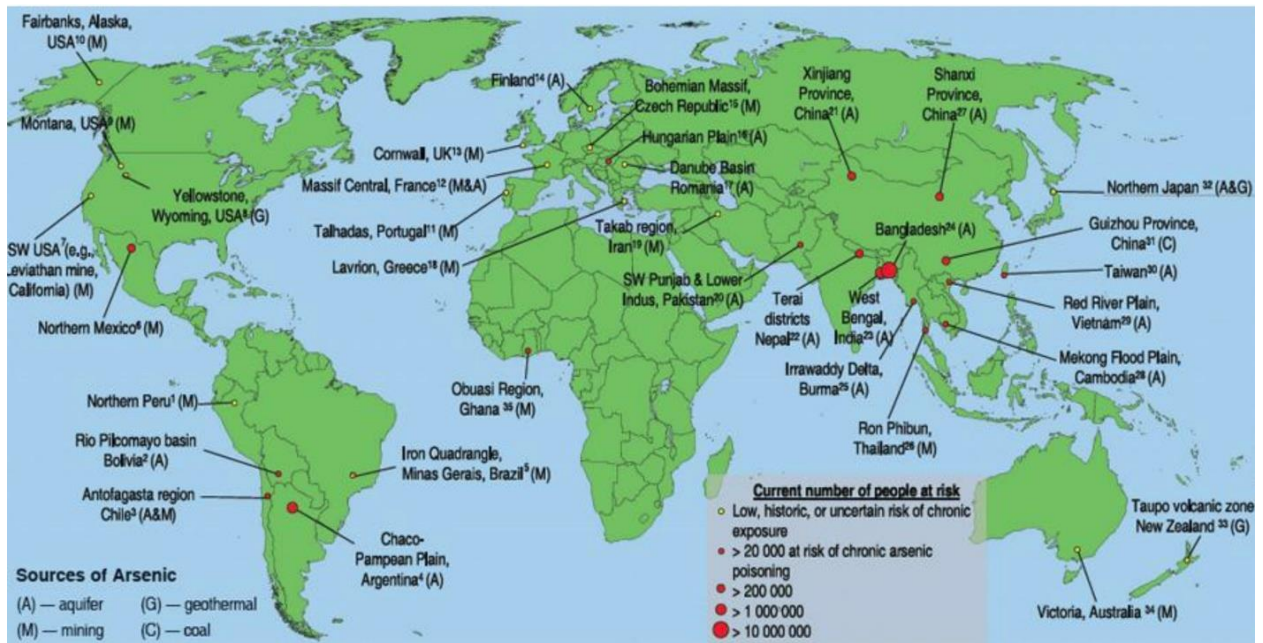 Fairbanks, Alaska,
USA¹⁰ (M)
Montana, USA⁹ (M)
Yellowstone,
Wyoming, USA⁸ (G)
SW USA⁷ (e.g.,
Leviathan mine,
California) (M)
Northern Mexico⁶ (M)
Northern Peru¹ (M)
Rio Pilcomayo basin
Bolivia² (A)
Antofagasta region
Chile³ (A&M)
Chaco-
Pampean Plain,
Argentina⁴ (A)
Iron Quadrangle,
Minas Gerais, Brazil⁵ (M)
Finland¹⁴ (A)
Bohemian Massif,
Czech Republic¹⁵ (M)
Hungarian Plain¹⁶ (A)
Cornwall, UK¹³ (M)
Massif Central, France¹² (M&A)
Danube Basin
Romania¹⁷ (A)
Talhadas, Portugal¹¹ (M)
Lavrion, Greece¹⁸ (M)
Takab region,
Iran¹⁹ (M)
SW Punjab & Lower
Indus, Pakistan²⁰ (A)
Obuasi Region,
Ghana ³⁵ (M)
Xinjiang
Province,
China²¹ (A)
Shanxi
Province,
China²⁷ (A)
Northern Japan ³² (A&G)
Bangladesh²⁴ (A)
Guizhou Province,
China³¹ (C)
Taiwan³⁰ (A)
Terai
districts
Nepal²² (A)
West
Bengal,
India²³ (A)
Red River Plain,
Vietnam²⁹ (A)
Irrawaddy Delta,
Burma²⁵ (A)
Mekong Flood Plain,
Cambodia²⁸ (A)
Ron Phibun,
Thailand²⁶ (M)
Taupo volcanic zone
New Zealand ³³ (G)
Victoria, Australia ³⁴ (M)
Sources of Arsenic
(A) — aquifer (G) — geothermal
(M) — mining (C) — coal
Current number of people at risk
Low, historic, or uncertain risk of chronic
exposure
> 20 000 at risk of chronic arsenic
poisoning
> 200 000
> 1 000 000
> 10 000 000